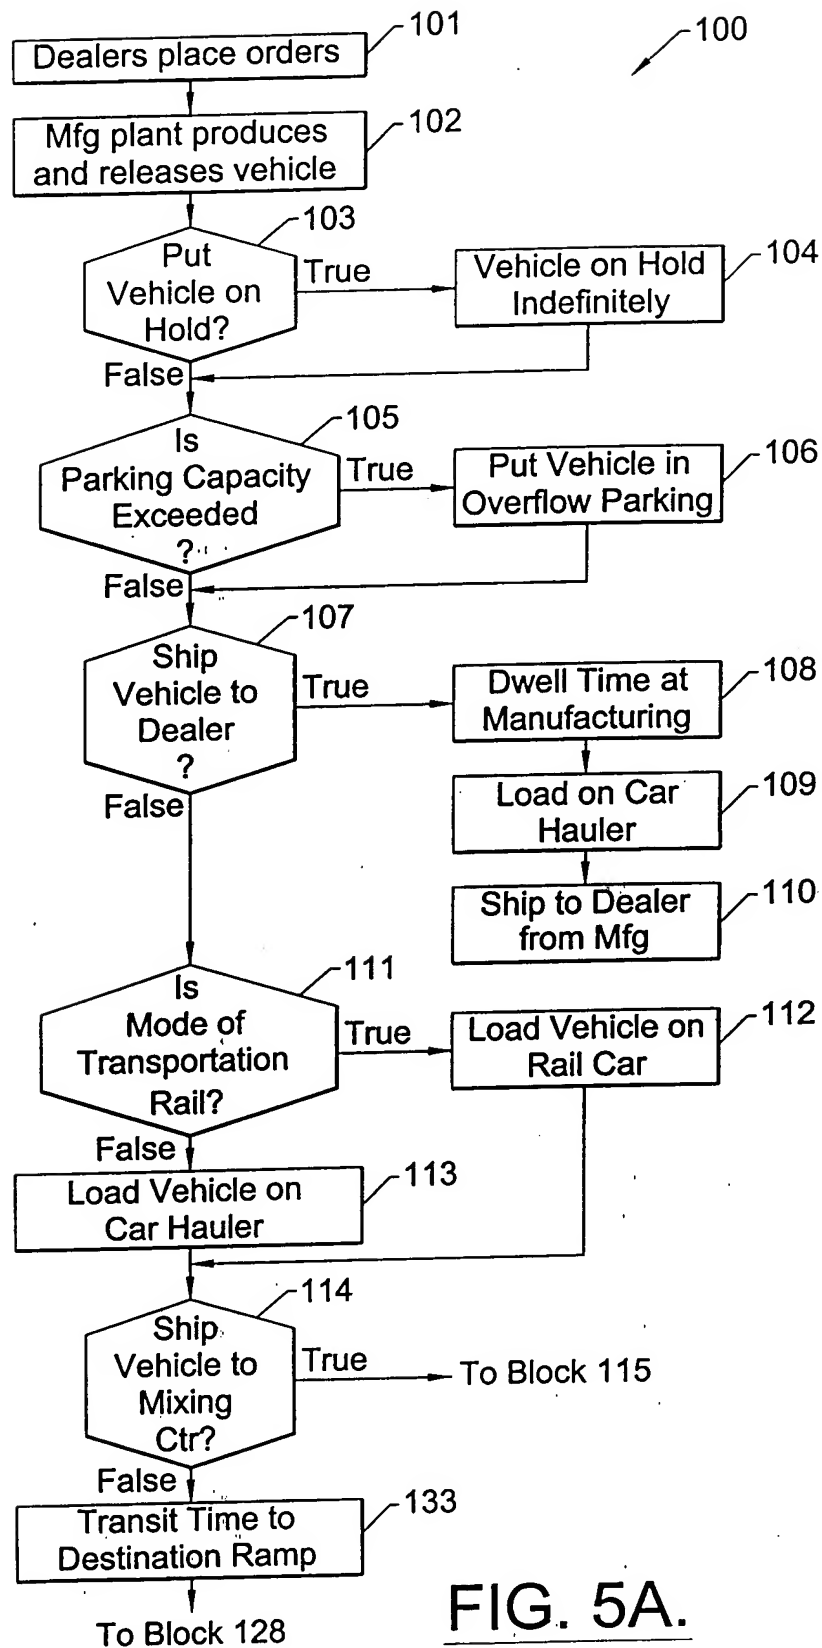 101
100
Dealers place orders
102
Mfg plant produces
and releases vehicle
103
Put
Vehicle on
Hold?
True
Vehicle on Hold
Indefinitely
104
False
105
Is
Parking Capacity
Exceeded
?
True
Put Vehicle in
Overflow Parking
106
False
107
Ship
Vehicle to
Dealer
?
True
Dwell Time at
Manufacturing
108
False
Load on Car
Hauler
109
Ship to Dealer
from Mfg
110
111
Is
Mode of
Transportation
Rail?
True
Load Vehicle on
Rail Car
112
False
Load Vehicle on
Car Hauler
113
114
Ship
Vehicle to
Mixing
Ctr?
True
To Block 115
False
Transit Time to
Destination Ramp
133
To Block 128
FIG. 5A.